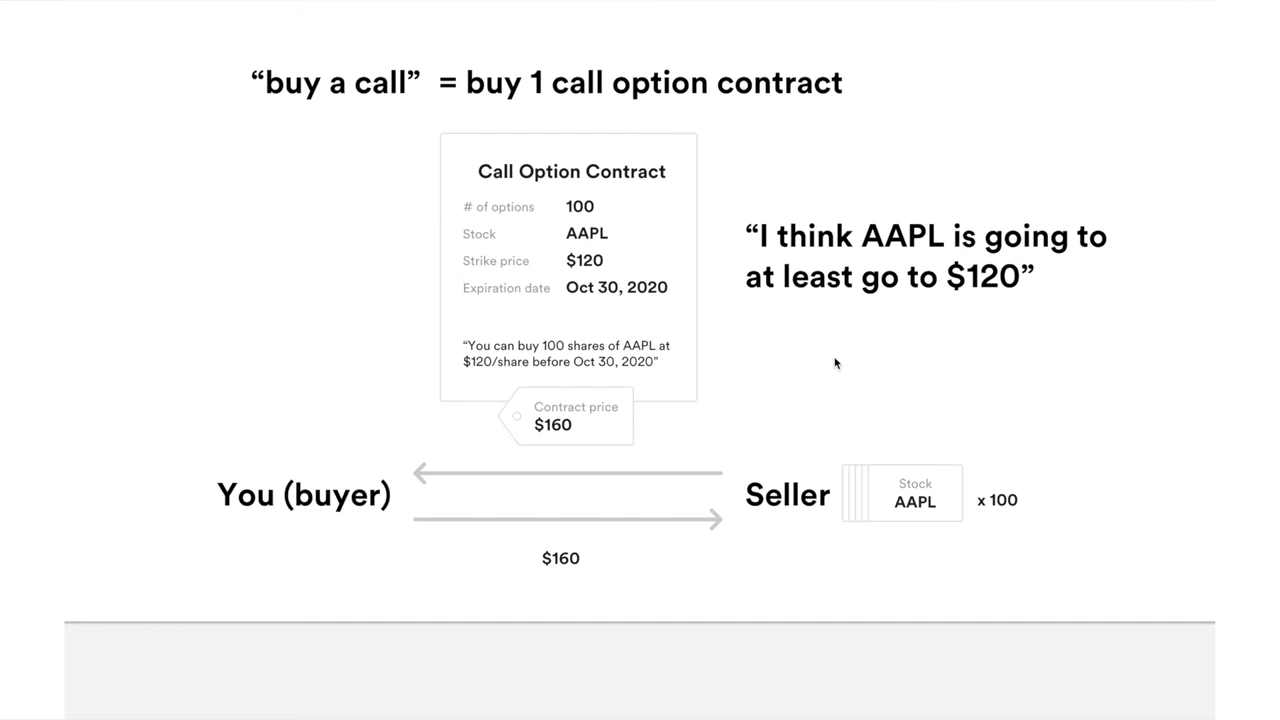 “buy a call” = buy 1 call option contract
Call Option Contract
# of options 100
Stock AAPL
Strike price $120
Expiration date Oct 30, 2020
“You can buy 100 shares of AAPL at
$120/share before Oct 30, 2020”
Contract price
$160
“I think AAPL is going to
at least go to $120”
You (buyer)
Seller
Stock
AAPL
x 100
$160